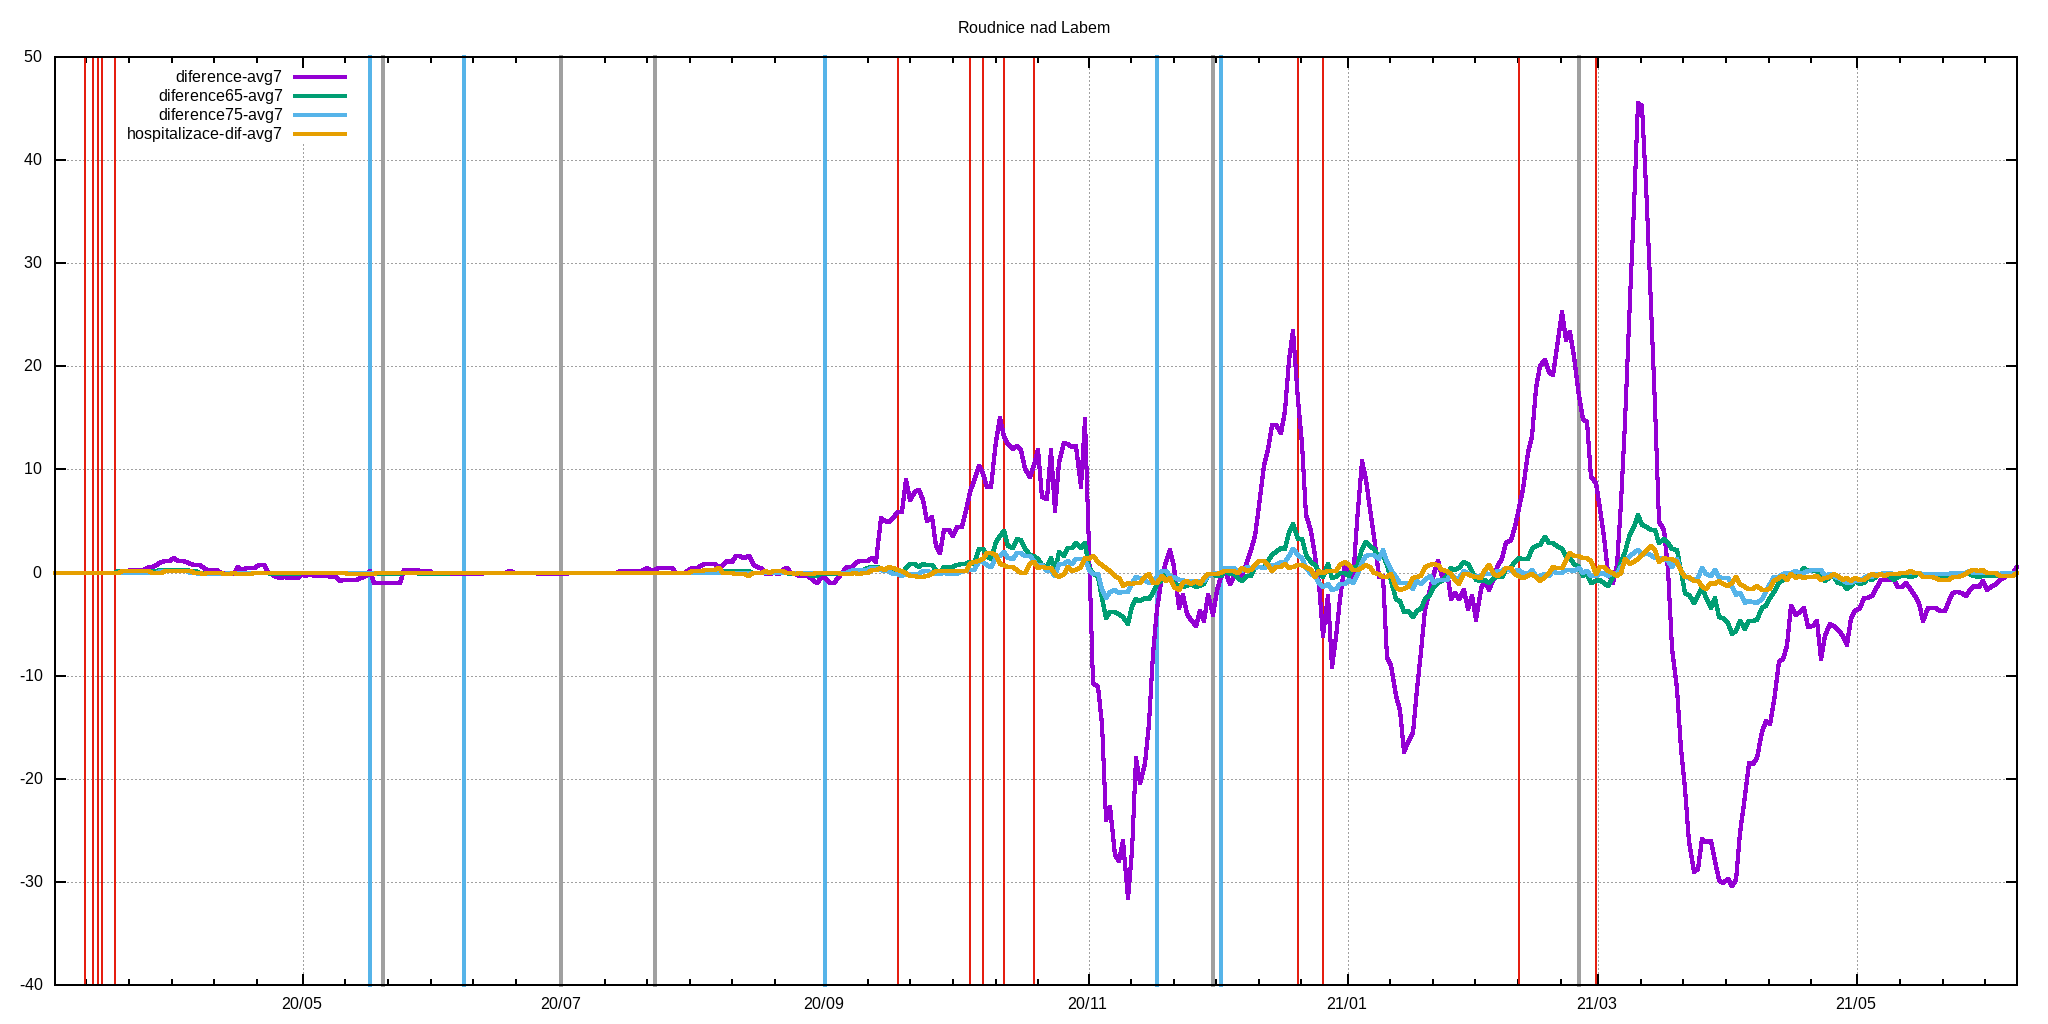 Roudnice nad Labem
diference-avg7
diference65-avg7
diference75-avg7
hospitalizace-dif-avg7
50
40
30
20
10
0
-10
-20
-30
-40
20/05 20/07 20/09 20/11 21/01 21/03 21/05